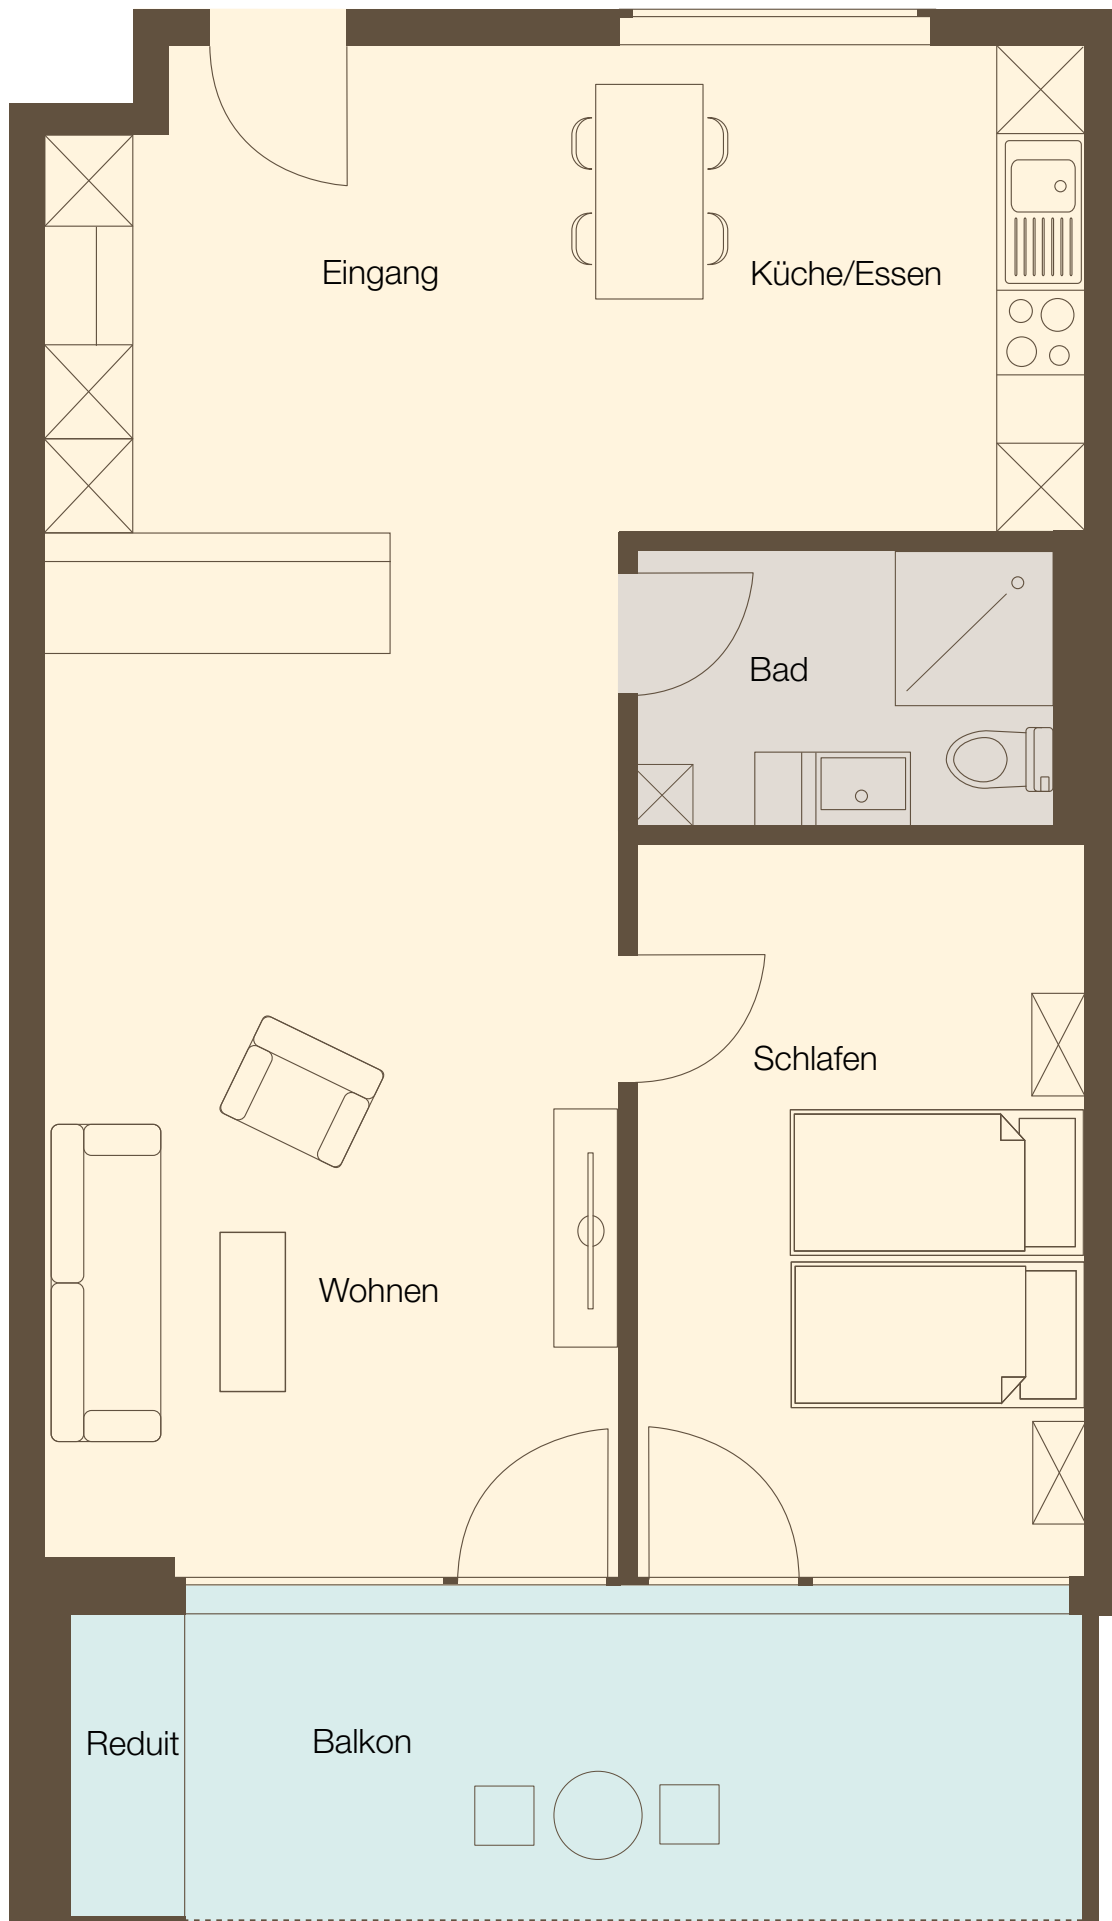 Eingang
Küche/Essen
Bad
Schlafen
Wohnen
Reduit
Balkon